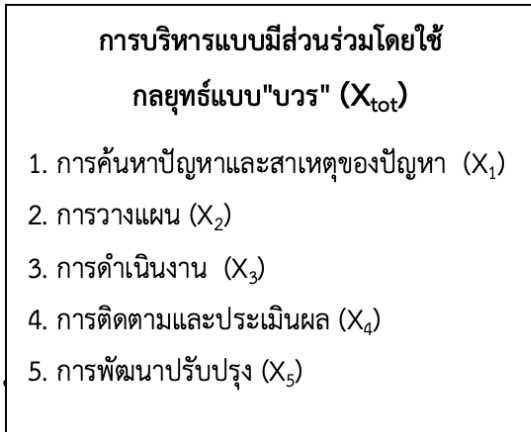 การบริหารแบบมีส่วนร่วมโดยใช้
กลยุทธ์แบบ"บวร" (Xtot)
1. การค้นหาปัญหาและสาเหตุของปัญหา (X1)
2. การวางแผน (X2)
3. การดำเนินงาน (X3)
4. การติดตามและประเมินผล (X4)
5. การพัฒนาปรับปรุง (X5)